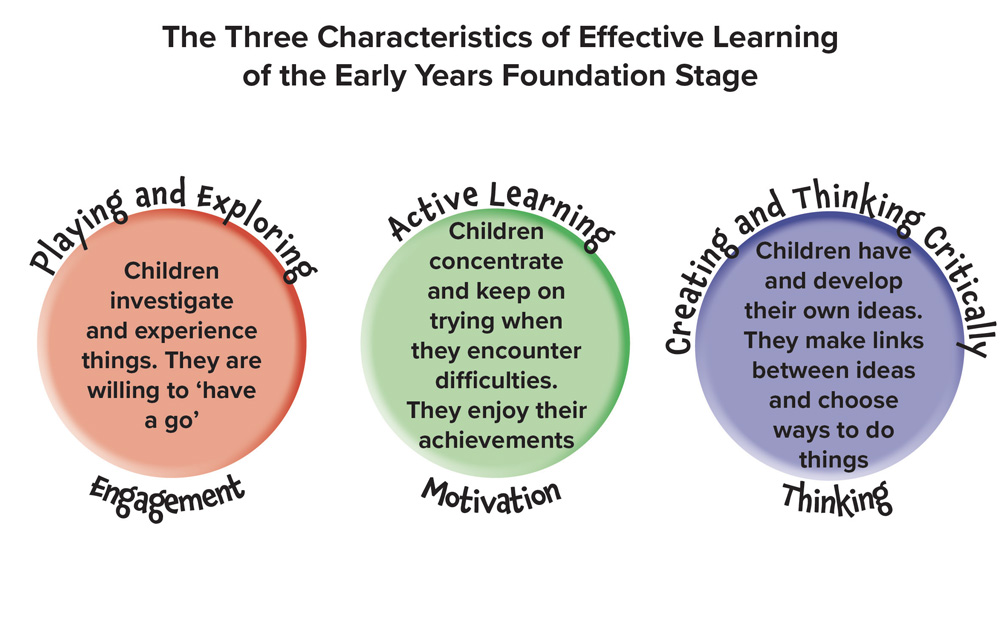 The Three Characteristics of Effective Learning
of the Early Years Foundation Stage
Playing and Exploring
Children
investigate
and experience
things. They are
willing to ‘have
a go’
Engagement
Active Learning
Children
concentrate
and keep on
trying when
they encounter
difficulties.
They enjoy their
achievements
Motivation
Creating and Thinking Critically
Children have
and develop
their own ideas.
They make links
between ideas
and choose
ways to do
things
Thinking